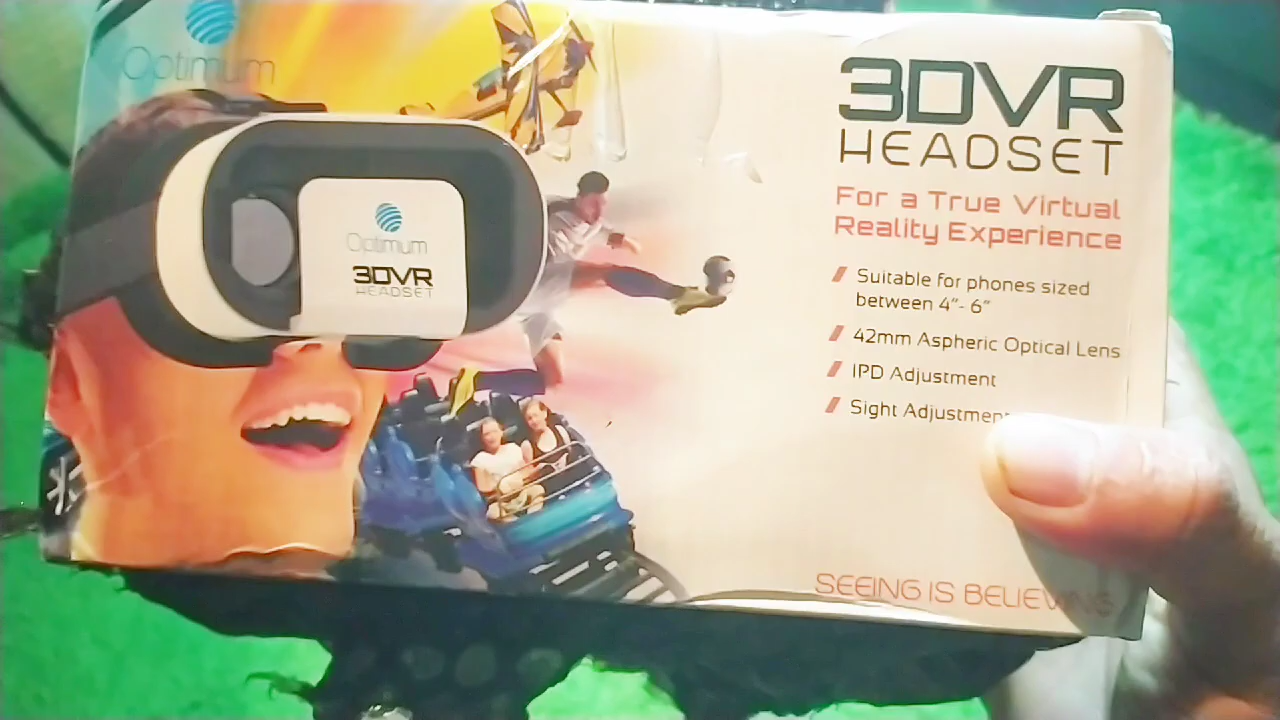 Optimum
Optimum
3DVR
HEADSET
3DVR
HEADSET
For a True Virtual
Reality Experience
Suitable for phones sized
between 4"- 6"
42mm Aspheric Optical Lens
IPD Adjustment
Sight Adjustment
SEEING IS BELIEVING